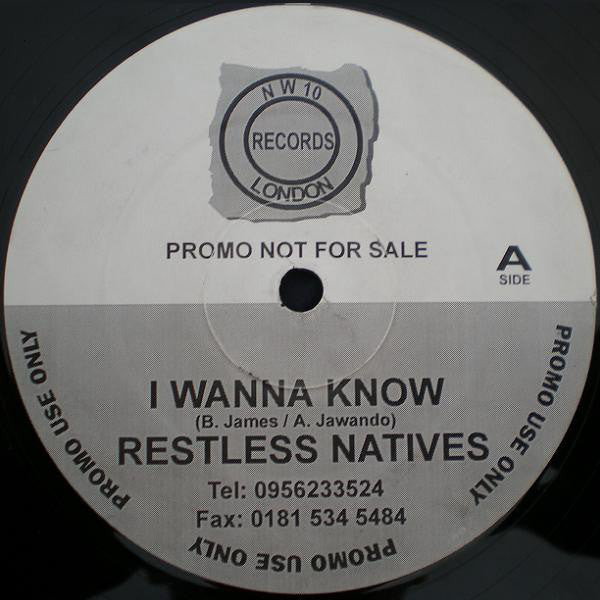 NW10
RECORDS
LONDON
PROMO NOT FOR SALE
A
SIDE
I WANNA KNOW
(B. James / A. Jawando)
RESTLESS NATIVES
Tel: 0956233524
Fax: 0181 534 5484
PROMO USE ONLY
PROMO USE ONLY
PROMO USE ONLY